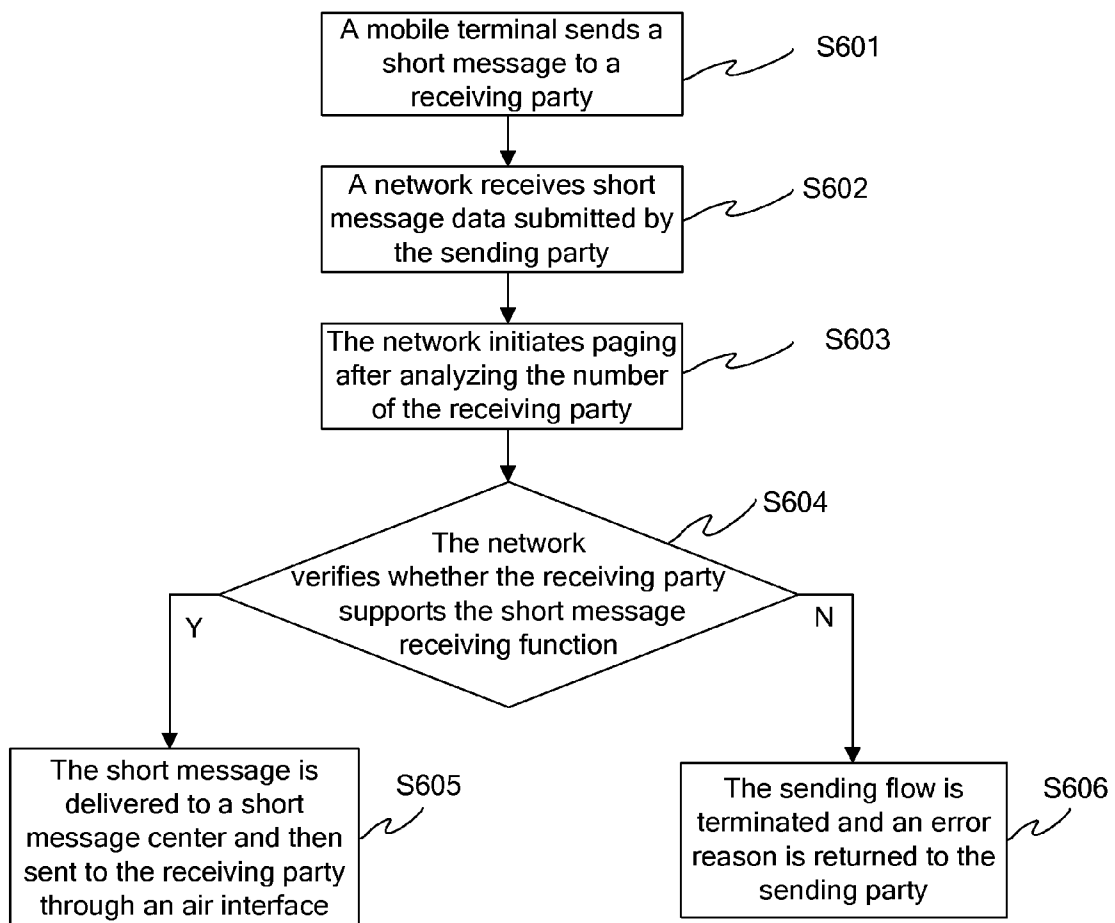 A mobile terminal sends a
short message to a
receiving party
S601
A network receives short
message data submitted by
the sending party
S602
The network initiates paging
after analyzing the number
of the receiving party
S603
The network
verifies whether the receiving party
supports the short message
receiving function
S604
Y
N
The short message is
delivered to a short
message center and then
sent to the receiving party
through an air interface
S605
The sending flow is
terminated and an error
reason is returned to the
sending party
S606